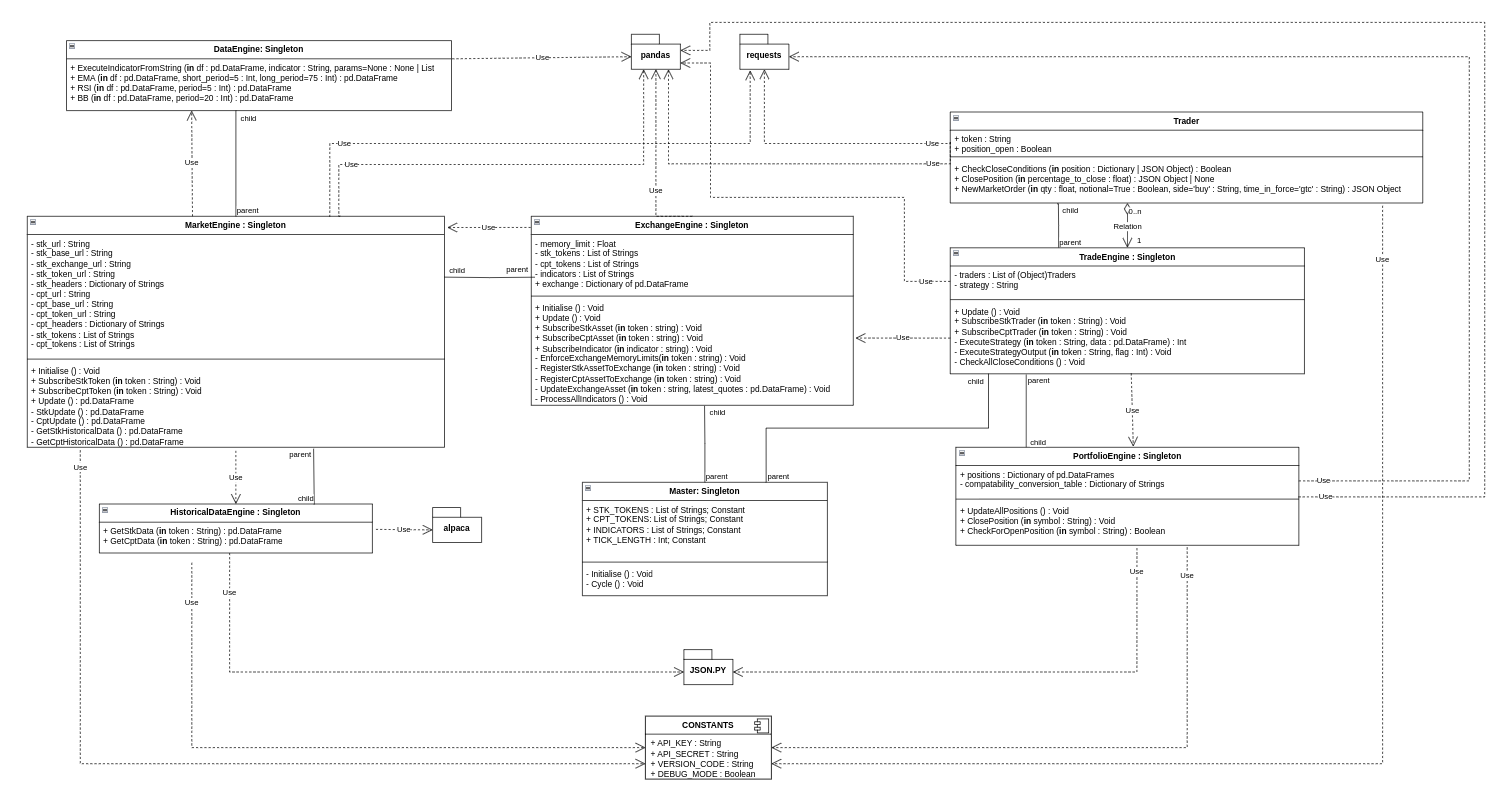 DataEngine: Singleton
+ ExecuteIndicatorFromString (in df : pd.DataFrame, indicator : String, params=None : None | List
+ EMA (in df : pd.DataFrame, short_period=5 : Int, long_period=75 : Int) : pd.DataFrame
+ RSI (in df : pd.DataFrame, period=5 : Int) : pd.DataFrame
+ BB (in df : pd.DataFrame, period=20 : Int) : pd.DataFrame
Use
pandas
requests
child
Use
parent
Use
Use
Use
Use
Use
Trader
+ token : String
+ position_open : Boolean
+ CheckCloseConditions (in position : Dictionary | JSON Object) : Boolean
+ ClosePosition (in percentage_to_close : float) : JSON Object | None
+ NewMarketOrder (in qty : float, notional=True : Boolean, side='buy' : String, time_in_force='gtc' : String) : JSON Object
child
parent
0..n
Relation
1
Use
MarketEngine : Singleton
- stk_url : String
- stk_base_url : String
- stk_exchange_url : String
- stk_token_url : String
- stk_headers : Dictionary of Strings
- cpt_url : String
- cpt_base_url : String
- cpt_token_url : String
- cpt_headers : Dictionary of Strings
- stk_tokens : List of Strings
- cpt_tokens : List of Strings
+ Initialise () : Void
+ SubscribeStkToken (in token : String) : Void
+ SubscribeCptToken (in token : String) : Void
+ Update () : pd.DataFrame
- StkUpdate () : pd.DataFrame
- CptUpdate () : pd.DataFrame
- GetStkHistoricalData () : pd.DataFrame
- GetCptHistoricalData () : pd.DataFrame
Use
child
parent
ExchangeEngine : Singleton
- memory_limit : Float
- stk_tokens : List of Strings
- cpt_tokens : List of Strings
- indicators : List of Strings
+ exchange : Dictionary of pd.DataFrame
+ Initialise () : Void
+ Update () : Void
+ SubscribeStkAsset (in token : string) : Void
+ SubscribeCptAsset (in token : string) : Void
+ SubscribeIndicator (in indicator : string) : Void
- EnforceExchangeMemoryLimits(in token : string) : Void
- RegisterStkAssetToExchange (in token : string) : Void
- RegisterCptAssetToExchange (in token : string) : Void
- UpdateExchangeAsset (in token : string, latest_quotes : pd.DataFrame) : Void
- ProcessAllIndicators () : Void
Use
Use
TradeEngine : Singleton
- traders : List of (Object)Traders
- strategy : String
+ Update () : Void
+ SubscribeStkTrader (in token : String) : Void
+ SubscribeCptTrader (in token : String) : Void
- ExecuteStrategy (in token : String, data : pd.DataFrame) : Int
- ExecuteStrategyOutput (in token : String, flag : Int) : Void
- CheckAllCloseConditions () : Void
child
parent
Use
child
child
parent
parent
PortfolioEngine : Singleton
+ positions : Dictionary of pd.DataFrames
- compatability_conversion_table : Dictionary of Strings
+ UpdateAllPositions () : Void
+ ClosePosition (in symbol : String) : Void
+ CheckForOpenPosition (in symbol : String) : Boolean
Use
Use
Use
Use
Use
Use
parent
child
HistoricalDataEngine : Singleton
+ GetStkData (in token : String) : pd.DataFrame
+ GetCptData (in token : String) : pd.DataFrame
Use
alpaca
Use
Use
Master: Singleton
+ STK_TOKENS : List of Strings; Constant
+ CPT_TOKENS: List of Strings; Constant
+ INDICATORS : List of Strings; Constant
+ TICK_LENGTH : Int; Constant
- Initialise () : Void
- Cycle () : Void
JSON.PY
CONSTANTS
+ API_KEY : String
+ API_SECRET : String
+ VERSION_CODE : String
+ DEBUG_MODE : Boolean